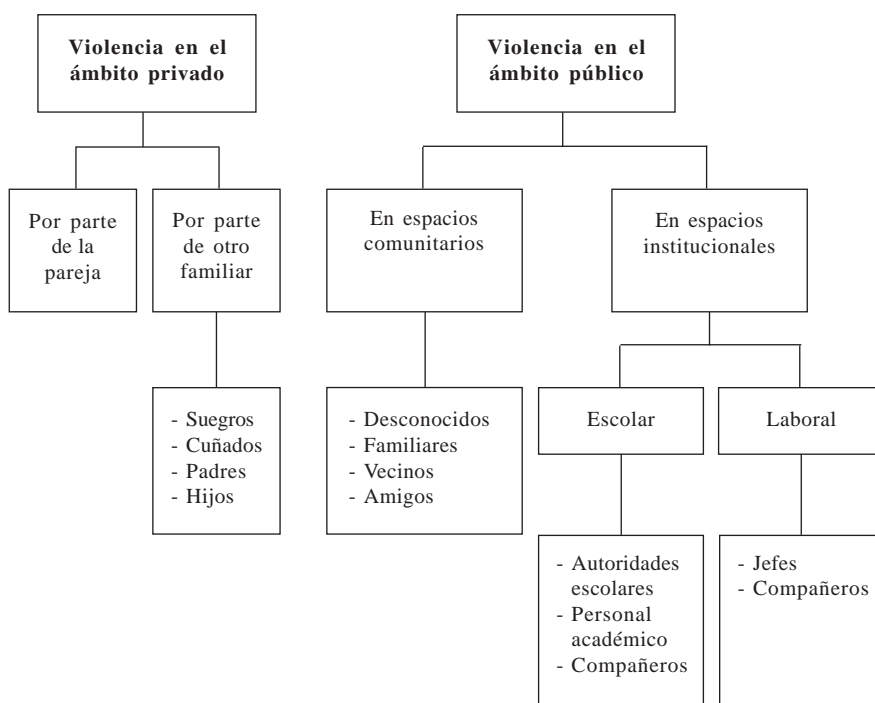 Violencia en el
ámbito privado
Violencia en el
ámbito público
Por parte
de la
pareja
Por parte
de otro
familiar
En espacios
comunitarios
En espacios
institucionales
- Suegros
- Cuñados
- Padres
- Hijos
- Desconocidos
- Familiares
- Vecinos
- Amigos
Escolar
Laboral
- Autoridades
escolares
- Personal
académico
- Compañeros
- Jefes
- Compañeros